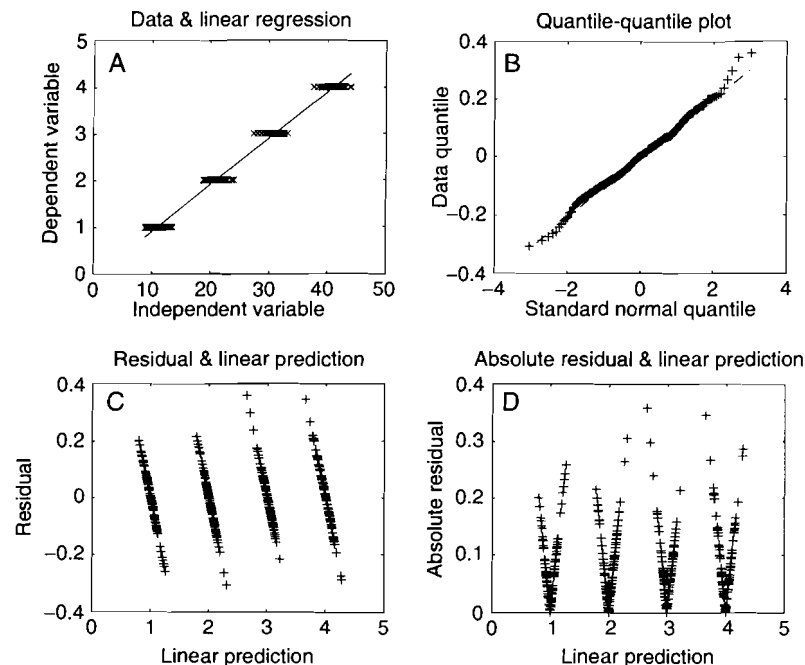 Data & linear regression
A
Dependent variable
5
4
3
2
1
0
0
10
20
30
40
50
Independent variable
Quantile-quantile plot
B
Data quantile
0.4
0.2
0
−0.2
−0.4
−4
−2
0
2
4
Standard normal quantile
Residual & linear prediction
C
Residual
0.4
0.2
0
−0.2
−0.4
0
1
2
3
4
5
Linear prediction
Absolute residual & linear prediction
D
Absolute residual
0.4
0.3
0.2
0.1
0
0
1
2
3
4
5
Linear prediction